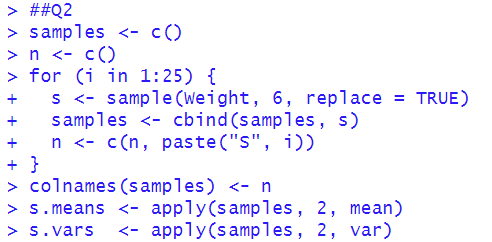 > ##Q2
> samples <- c()
> n <- c()
> for (i in 1:25) {
+   s <- sample(Weight, 6, replace = TRUE)
+   samples <- cbind(samples, s)
+   n <- c(n, paste("S", i))
+ }
> colnames(samples) <- n
> s.means <- apply(samples, 2, mean)
> s.vars  <- apply(samples, 2, var)